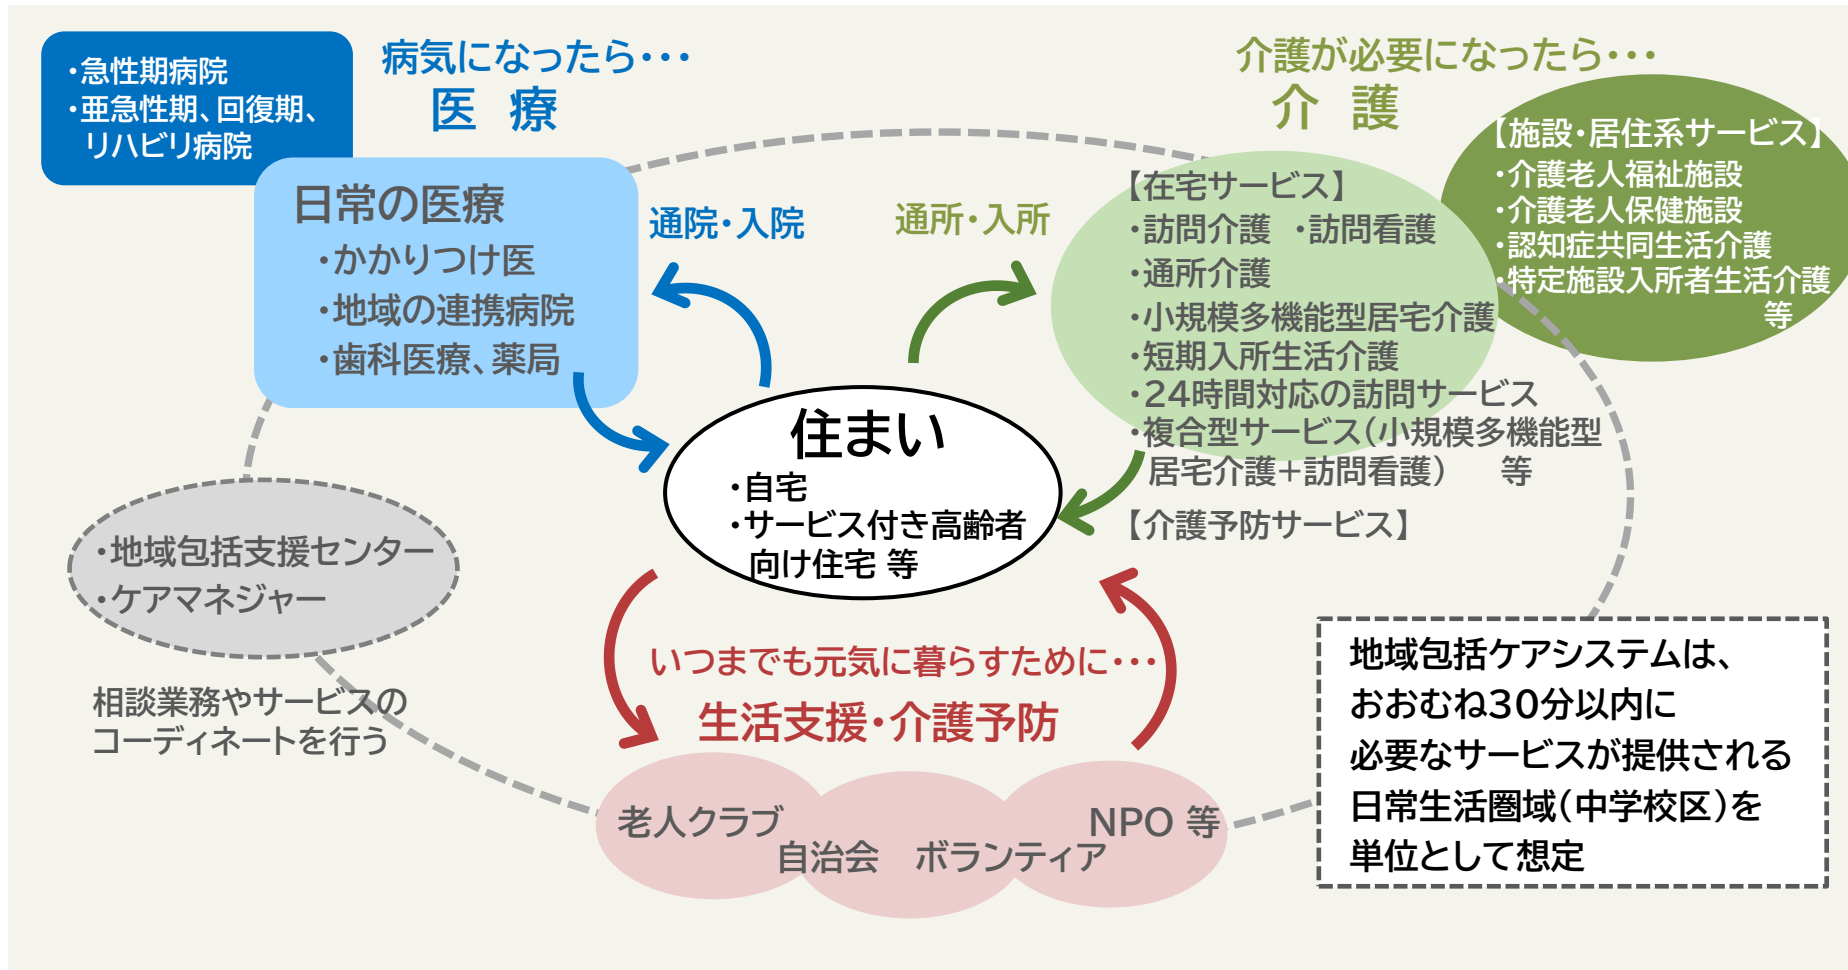 ・急性期病院
・亜急性期、回復期、
リハビリ病院
病気になったら・・・
医 療
介護が必要になったら・・・
介 護
日常の医療
・かかりつけ医
・地域の連携病院
・歯科医療、薬局
通院・入院
通所・入所
【在宅サービス】
・訪問介護 ・訪問看護
・通所介護
・小規模多機能型居宅介護
・短期入所生活介護
・24時間対応の訪問サービス
・複合型サービス(小規模多機能型
居宅介護+訪問看護) 等
【介護予防サービス】
【施設・居住系サービス】
・介護老人福祉施設
・介護老人保健施設
・認知症共同生活介護
・特定施設入所者生活介護
等
住まい
・自宅
・サービス付き高齢者
向け住宅 等
・地域包括支援センター
・ケアマネジャー
相談業務やサービスの
コーディネートを行う
いつまでも元気に暮らすために・・・
生活支援・介護予防
老人クラブ
自治会 ボランティア
NPO 等
地域包括ケアシステムは、
おおむね30分以内に
必要なサービスが提供される
日常生活圏域(中学校区)を
単位として想定